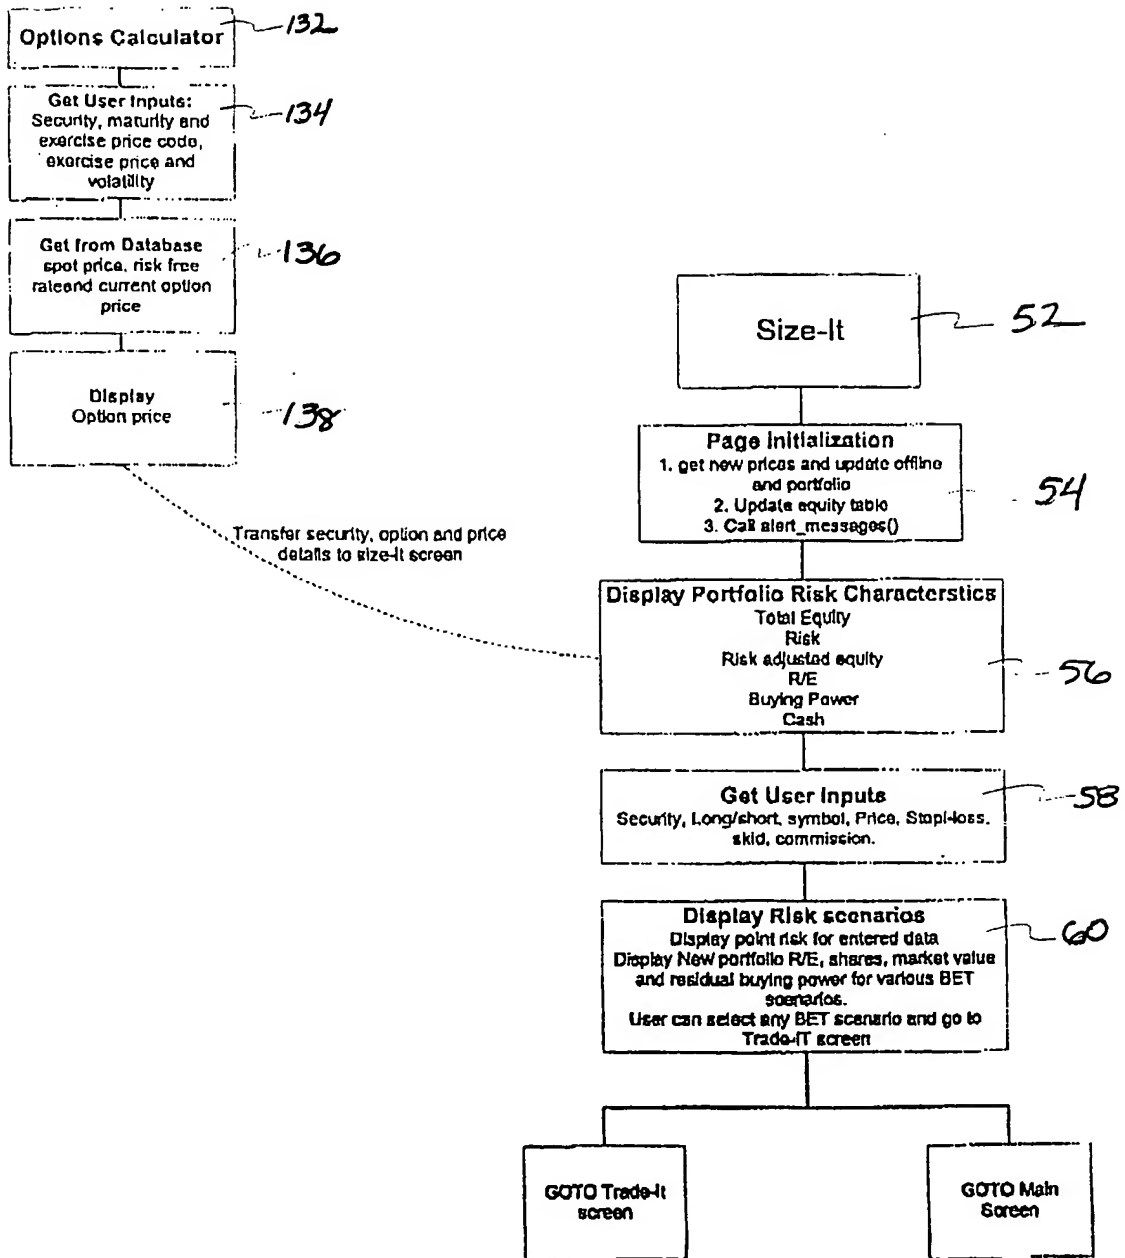 Options Calculator
132
Get User Inputs:
Security, maturity and
exercise price code,
exercise price and
volatility
134
Get from Database
spot price, risk free
rateand current option
price
136
Display
Option price
138
Transfer security, option and price
details to size-It screen
Size-It
52
Page Initialization
1. get new prices and update offline
and portfolio
2. Update equity table
3. Call alert_messages()
54
Display Portfolio Risk Characterstics
Total Equity
Risk
Risk adjusted equity
R/E
Buying Power
Cash
56
Get User Inputs
Security, Long/short, symbol, Price, Stopl-loss,
skid, commission.
58
Display Risk scenarios
Display point risk for entered data
Display New portfolio R/E, shares, market value
and residual buying power for various BET
scenarios.
User can select any BET scenario and go to
Trade-IT screen
60
GOTO Trade-It
screen
GOTO Main
Screen